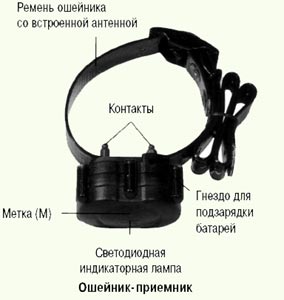 Ремень ошейника
со встроенной антенной
Контакты
Гнездо для
подзарядки
батарей
Метка (М)
Светодиодная
индикаторная лампа
Ошейник-приемник